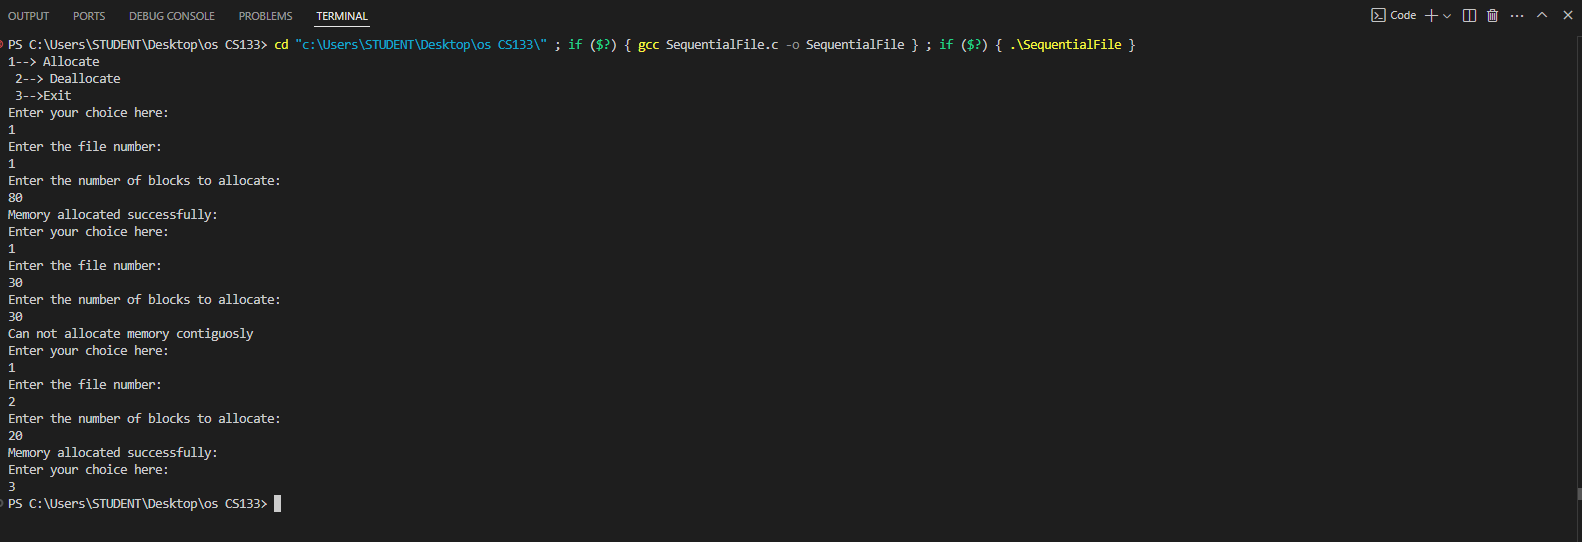 OUTPUT PORTS DEBUG CONSOLE PROBLEMS TERMINAL Code
PS C:\Users\STUDENT\Desktop\os CS133> cd "c:\Users\STUDENT\Desktop\os CS133\" ; if ($?) { gcc SequentialFile.c -o SequentialFile } ; if ($?) { .\SequentialFile }
1--> Allocate
 2--> Deallocate
 3-->Exit
Enter your choice here:
1
Enter the file number:
1
Enter the number of blocks to allocate:
80
Memory allocated successfully:
Enter your choice here:
1
Enter the file number:
30
Enter the number of blocks to allocate:
30
Can not allocate memory contiguosly
Enter your choice here:
1
Enter the file number:
2
Enter the number of blocks to allocate:
20
Memory allocated successfully:
Enter your choice here:
3
PS C:\Users\STUDENT\Desktop\os CS133>